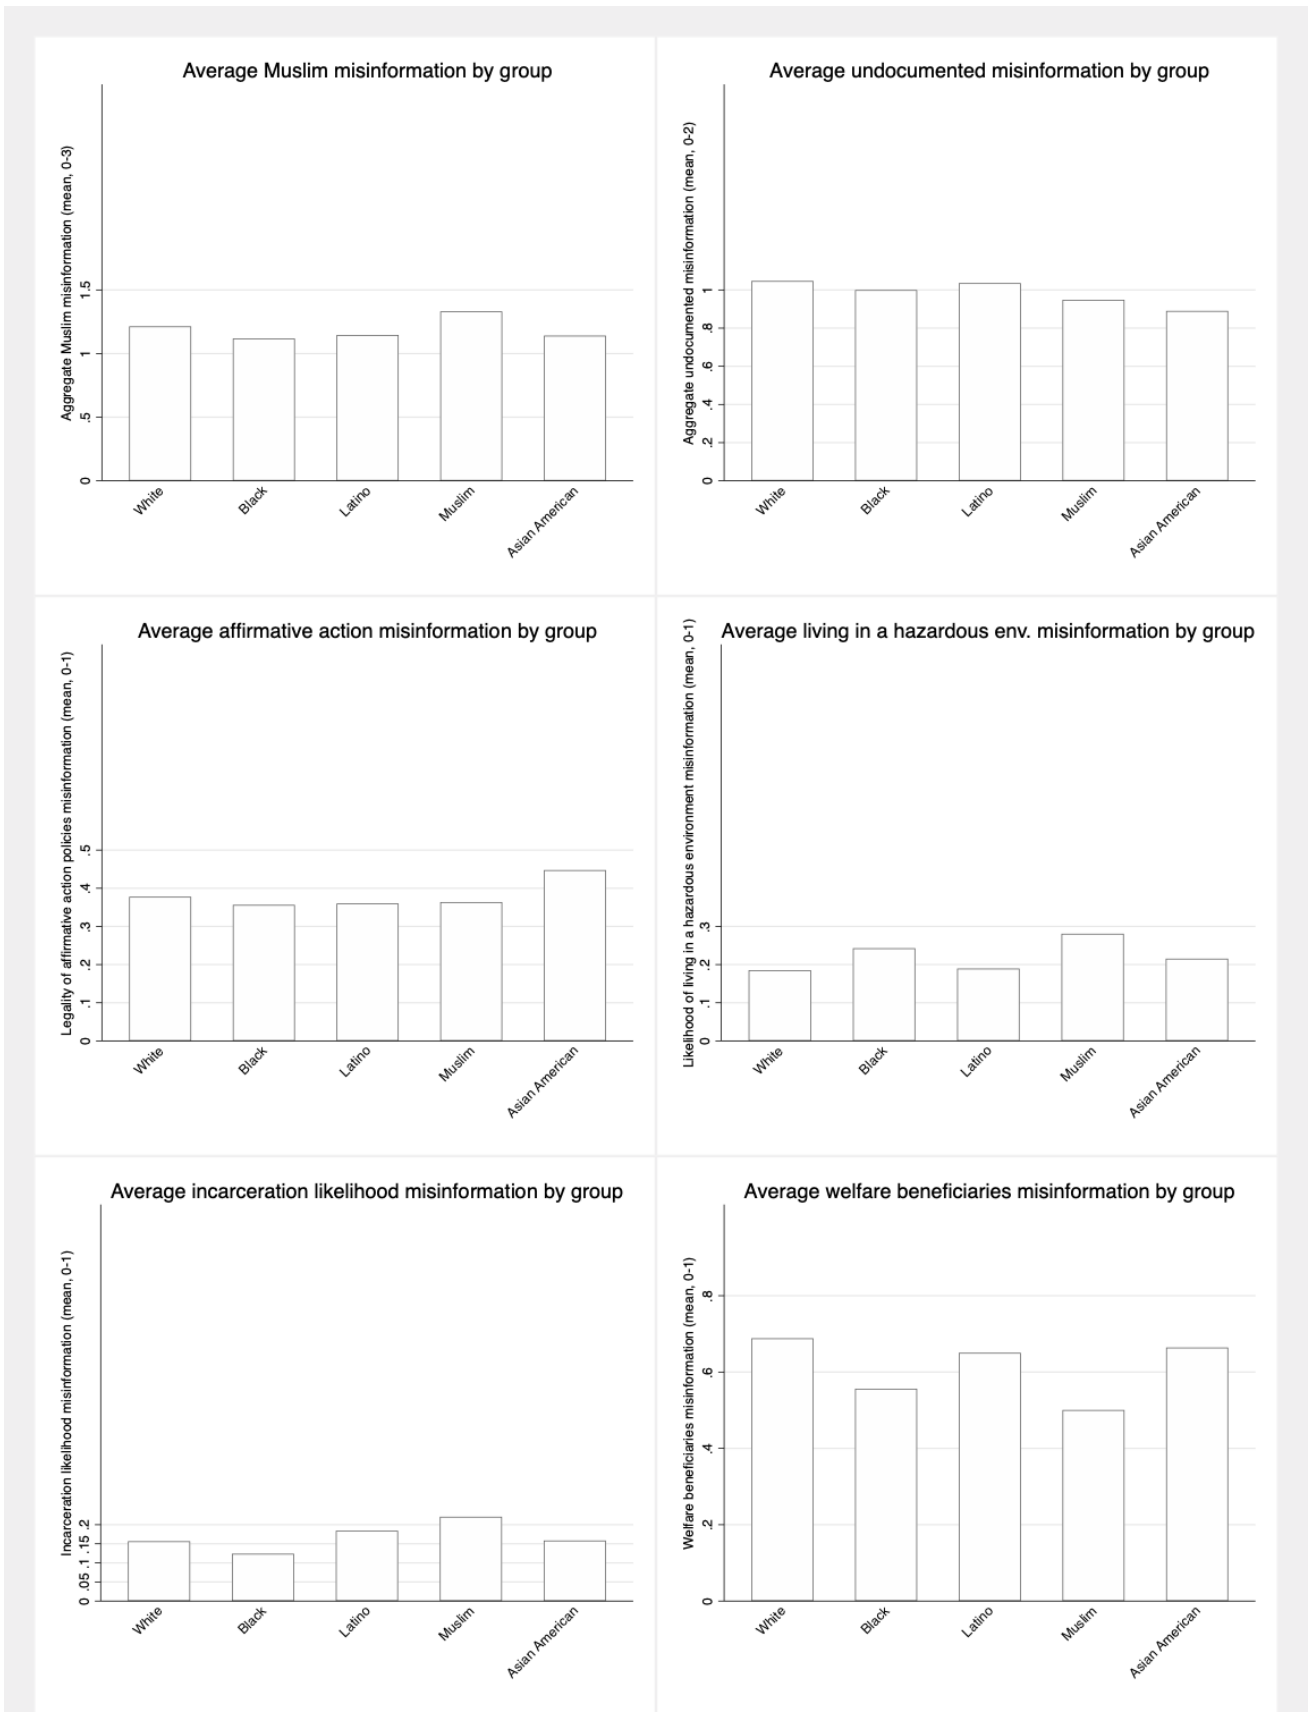 Average Muslim misinformation by group
Aggregate Muslim misinformation (mean, 0-3)
1.5
1
.5
0
White
Black
Latino
Muslim
Asian American
Average undocumented misinformation by group
Aggregate undocumented misinformation (mean, 0-2)
1
.8
.6
.4
.2
0
White
Black
Latino
Muslim
Asian American
Average affirmative action misinformation by group
Legality of affirmative action policies misinformation (mean, 0-1)
.5
.4
.3
.2
.1
0
White
Black
Latino
Muslim
Asian American
Average living in a hazardous env. misinformation by group
Likelihood of living in a hazardous environment misinformation (mean, 0-1)
.3
.2
.1
0
White
Black
Latino
Muslim
Asian American
Average incarceration likelihood misinformation by group
Incarceration likelihood misinformation (mean, 0-1)
.2
.15
.1
.05
0
White
Black
Latino
Muslim
Asian American
Average welfare beneficiaries misinformation by group
Welfare beneficiaries misinformation (mean, 0-1)
.8
.6
.4
.2
0
White
Black
Latino
Muslim
Asian American